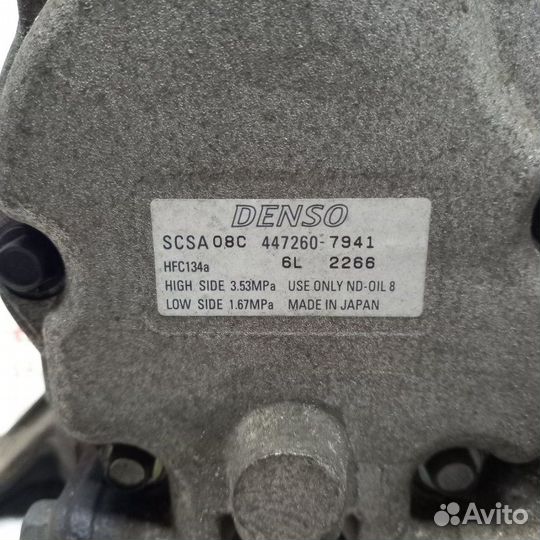 DENSO
SCSA 08C 447260-7941
HFC134a 6L 2266
HIGH SIDE 3.53MPa USE ONLY ND-OIL 8
LOW SIDE 1.67MPa MADE IN JAPAN
Avito